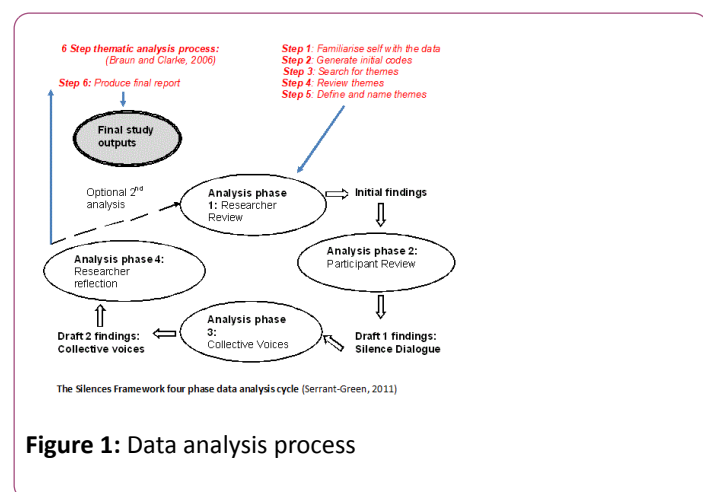 6 Step thematic analysis process:
(Braun and Clarke, 2006)
Step 6: Produce final report
Step 1: Familiarise self with the data
Step 2: Generate initial codes
Step 3: Search for themes
Step 4: Review themes
Step 5: Define and name themes
Final study
outputs
Optional 2nd
analysis
Analysis phase
1: Researcher
Review
Initial findings
Analysis phase 2:
Participant Review
Draft 1 findings:
Silence Dialogue
Analysis phase
3:
Collective Voices
Draft 2 findings:
Collective voices
Analysis phase 4:
Researcher
reflection
The Silences Framework four phase data analysis cycle (Serrant-Green, 2011)
Figure 1: Data analysis process